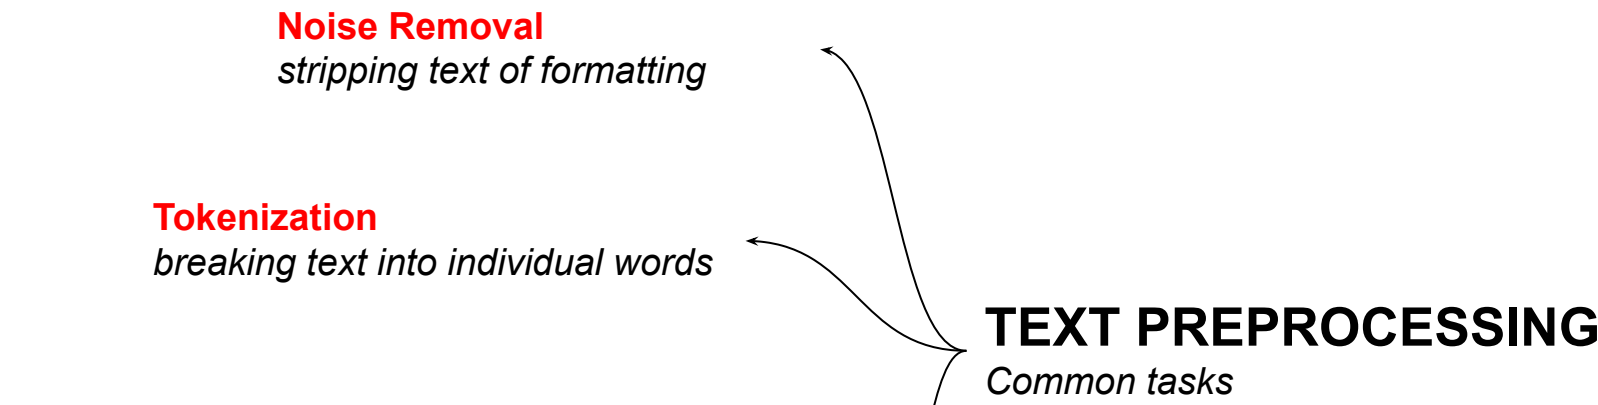 Noise Removal
stripping text of formatting
Tokenization
breaking text into individual words
TEXT PREPROCESSING
Common tasks